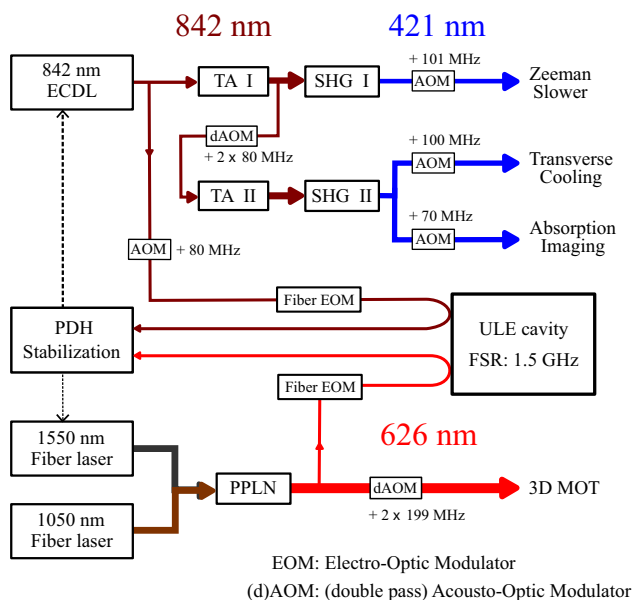 842 nm
421 nm
842 nm
ECDL
TA I
SHG I
+ 101 MHz
AOM
Zeeman
Slower
dAOM
+ 2 x 80 MHz
TA II
SHG II
+ 100 MHz
AOM
Transverse
Cooling
+ 70 MHz
AOM
Absorption
Imaging
AOM
+ 80 MHz
Fiber EOM
PDH
Stabilization
ULE cavity
FSR: 1.5 GHz
Fiber EOM
626 nm
1550 nm
Fiber laser
1050 nm
Fiber laser
PPLN
dAOM
+ 2 x 199 MHz
3D MOT
EOM: Electro-Optic Modulator
(d)AOM: (double pass) Acousto-Optic Modulator